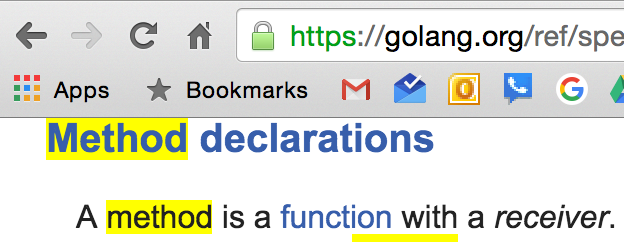 https://golang.org/ref/spe
Apps Bookmarks
Method declarations
A method is a function with a receiver.